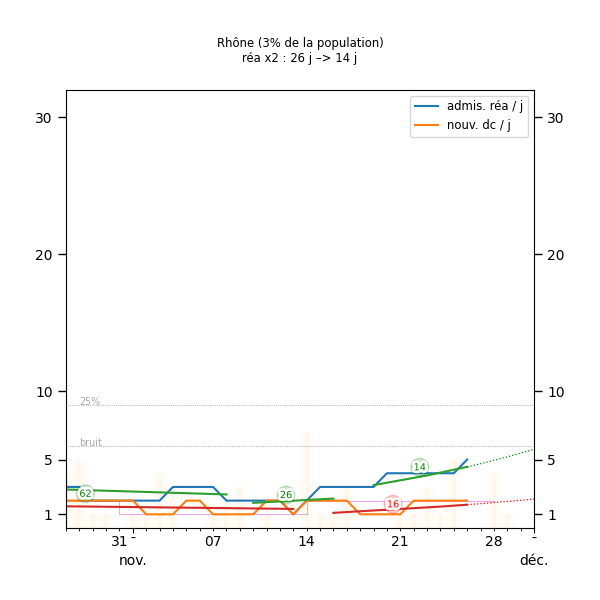 Rhône (3% de la population)
réa x2 : 26 j –> 14 j
admis. réa / j
nouv. dc / j
30
30
20
20
10
10
25%
bruit
5
5
14
62
26
16
1
1
31
07
14
21
28
nov.
déc.